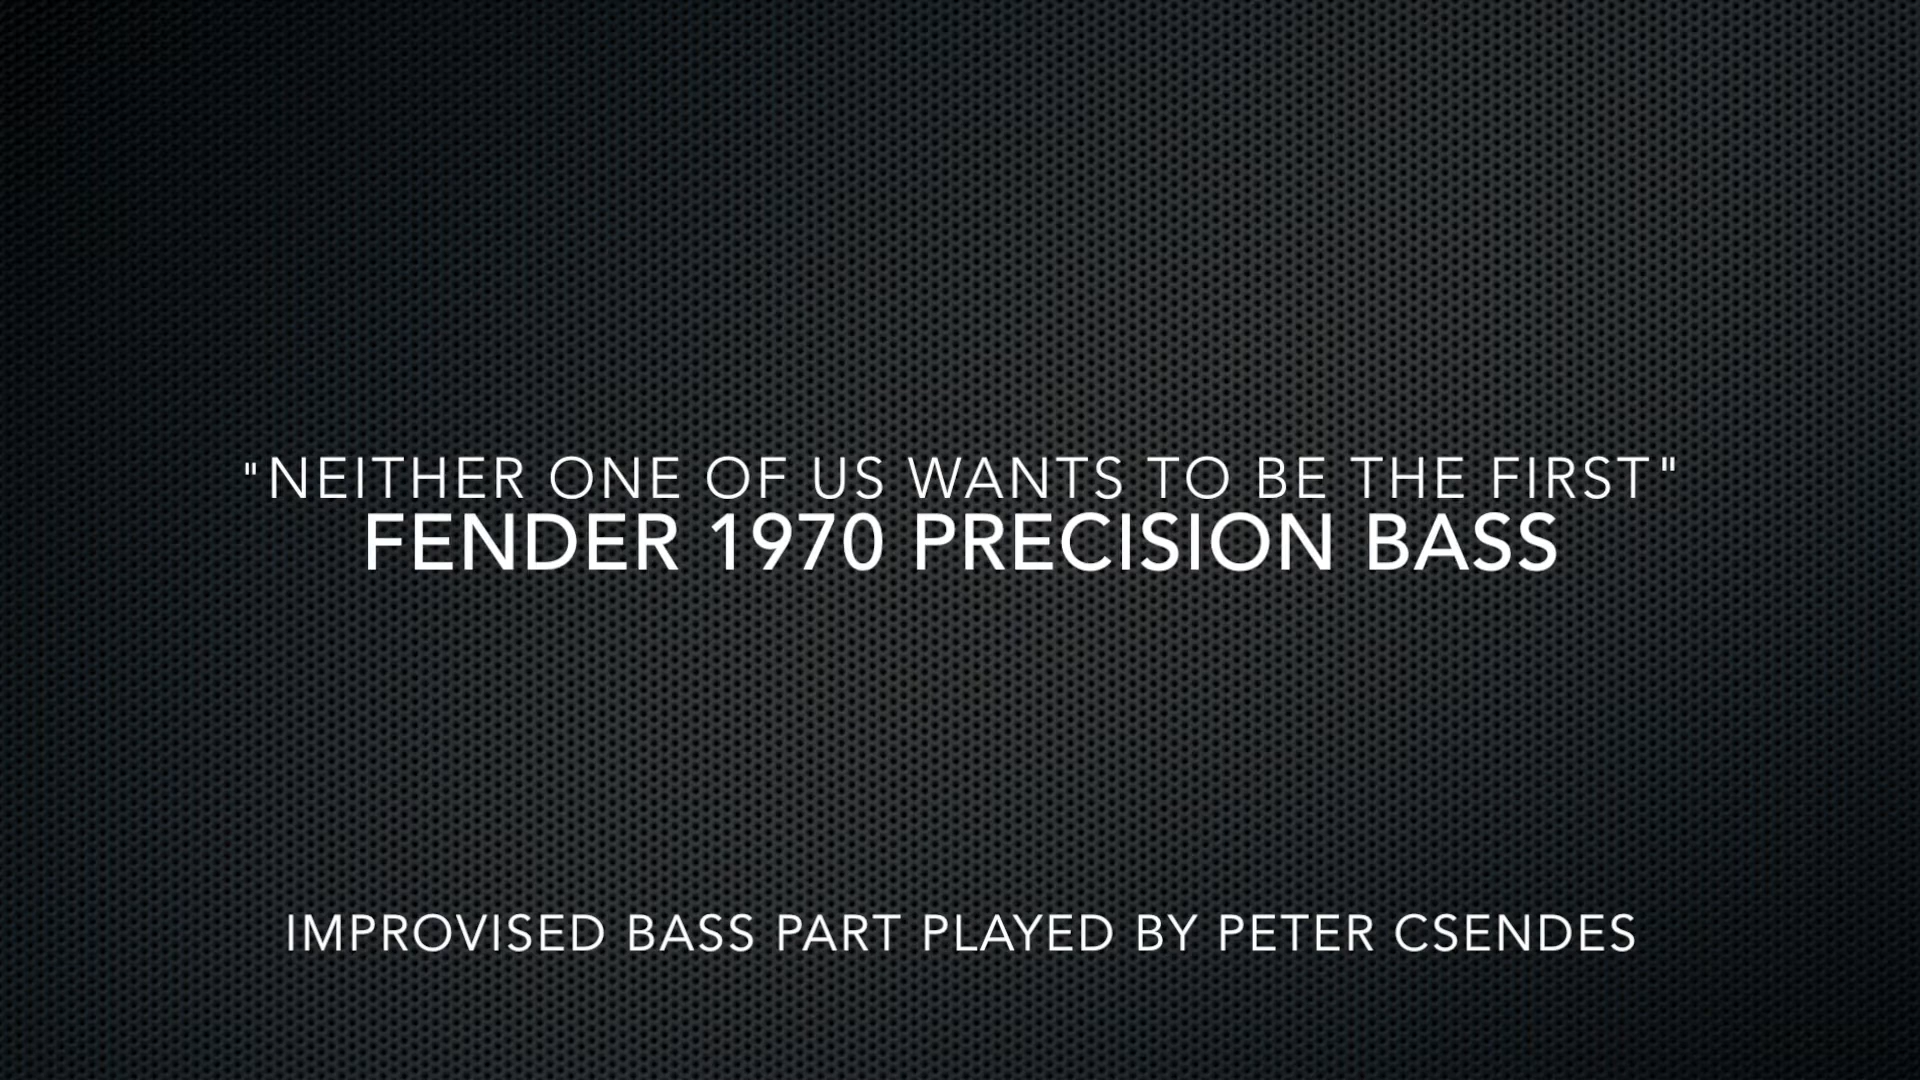 "NEITHER ONE OF US WANTS TO BE THE FIRST"
FENDER 1970 PRECISION BASS
IMPROVISED BASS PART PLAYED BY PETER CSENDES